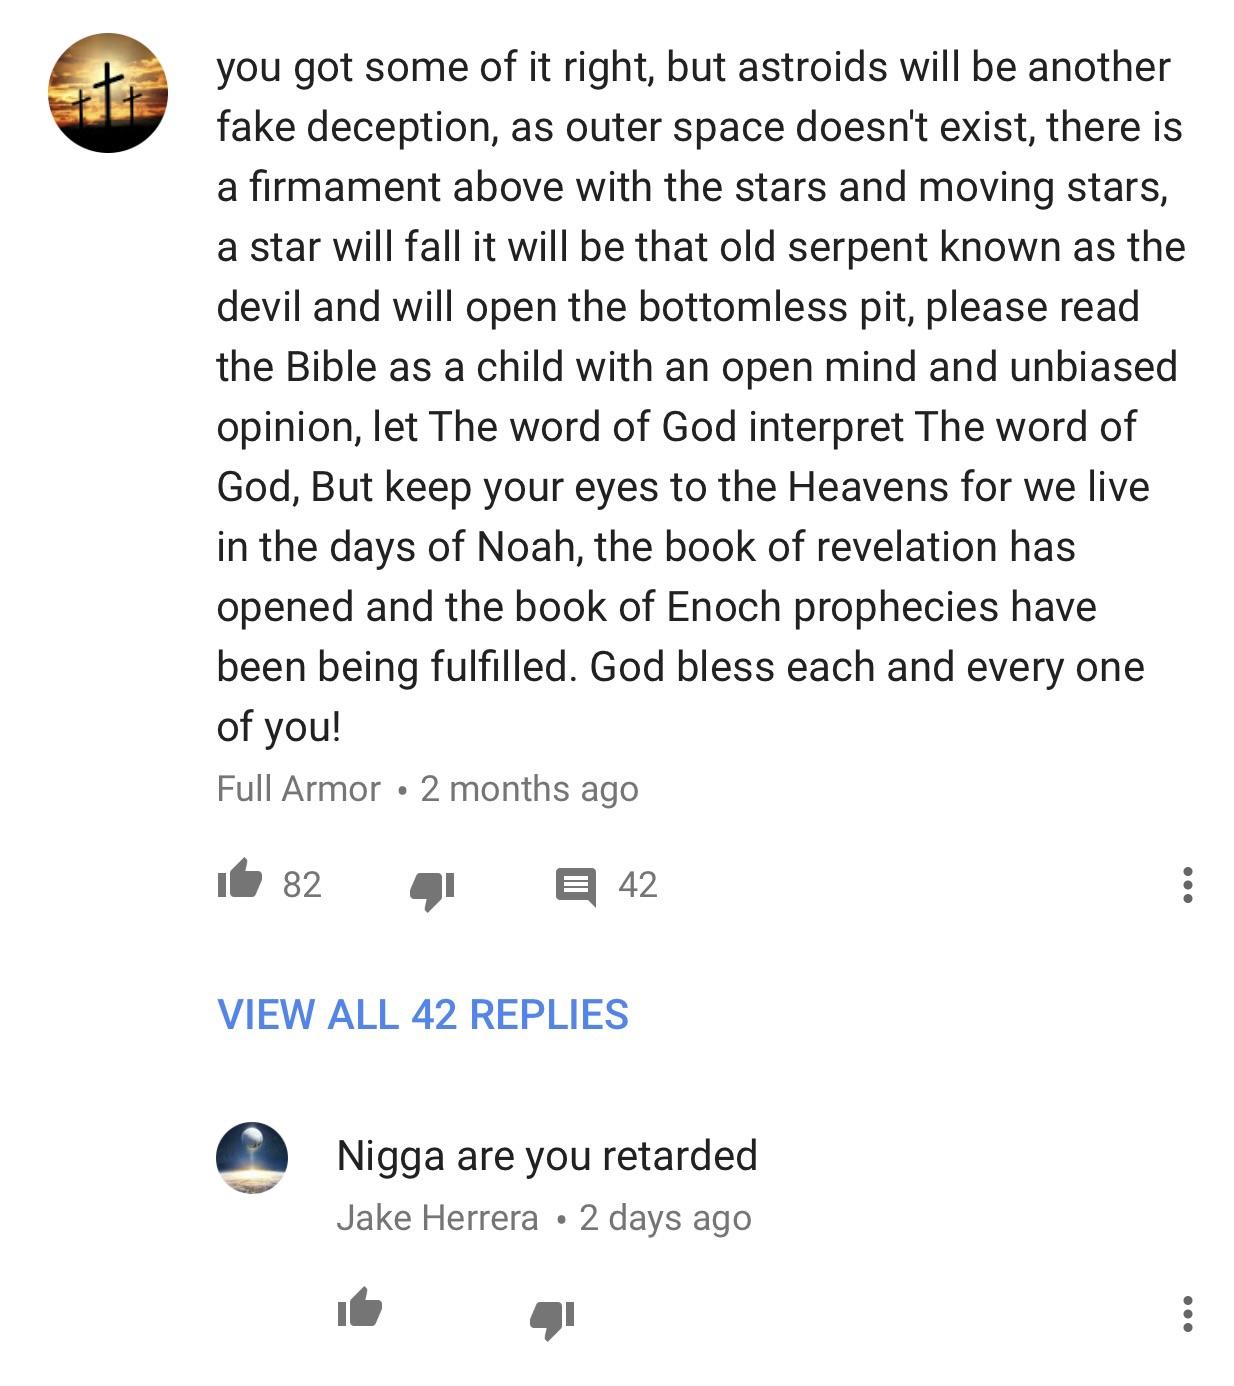 you got some of it right, but astroids will be another
fake deception, as outer space doesn't exist, there is
a firmament above with the stars and moving stars,
a star will fall it will be that old serpent known as the
devil and will open the bottomless pit, please read
the Bible as a child with an open mind and unbiased
opinion, let The word of God interpret The word of
God, But keep your eyes to the Heavens for we live
in the days of Noah, the book of revelation has
opened and the book of Enoch prophecies have
been being fulfilled. God bless each and every one
of you!
Full Armor • 2 months ago
82 42
VIEW ALL 42 REPLIES
Nigga are you retarded
Jake Herrera • 2 days ago